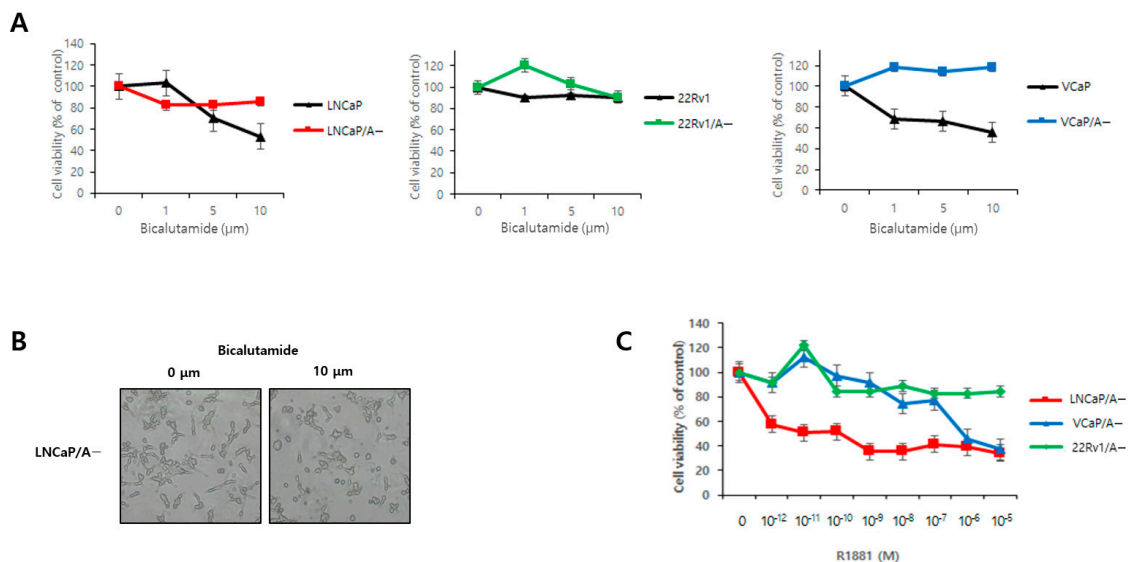 A
Cell viability (% of control)
140
120
100
80
60
40
20
0
0 1 5 10
Bicalutamide (μm)
LNCaP
LNCaP/A—
Cell viability (% of control)
120
100
80
60
40
20
0
0 1 5 10
Bicalutamide (μm)
22Rv1
22Rv1/A—
Cell viability (% of control)
120
100
80
60
40
20
0
0 1 5 10
Bicalutamide (μm)
VCaP
VCaP/A—
B
Bicalutamide
0 μm 10 μm
LNCaP/A—
C
Cell viability (% of control)
140
120
100
80
60
40
20
0
0 10⁻¹² 10⁻¹¹ 10⁻¹⁰ 10⁻⁹ 10⁻⁸ 10⁻⁷ 10⁻⁶ 10⁻⁵
R1881 (M)
LNCaP/A—
VCaP/A—
22Rv1/A—